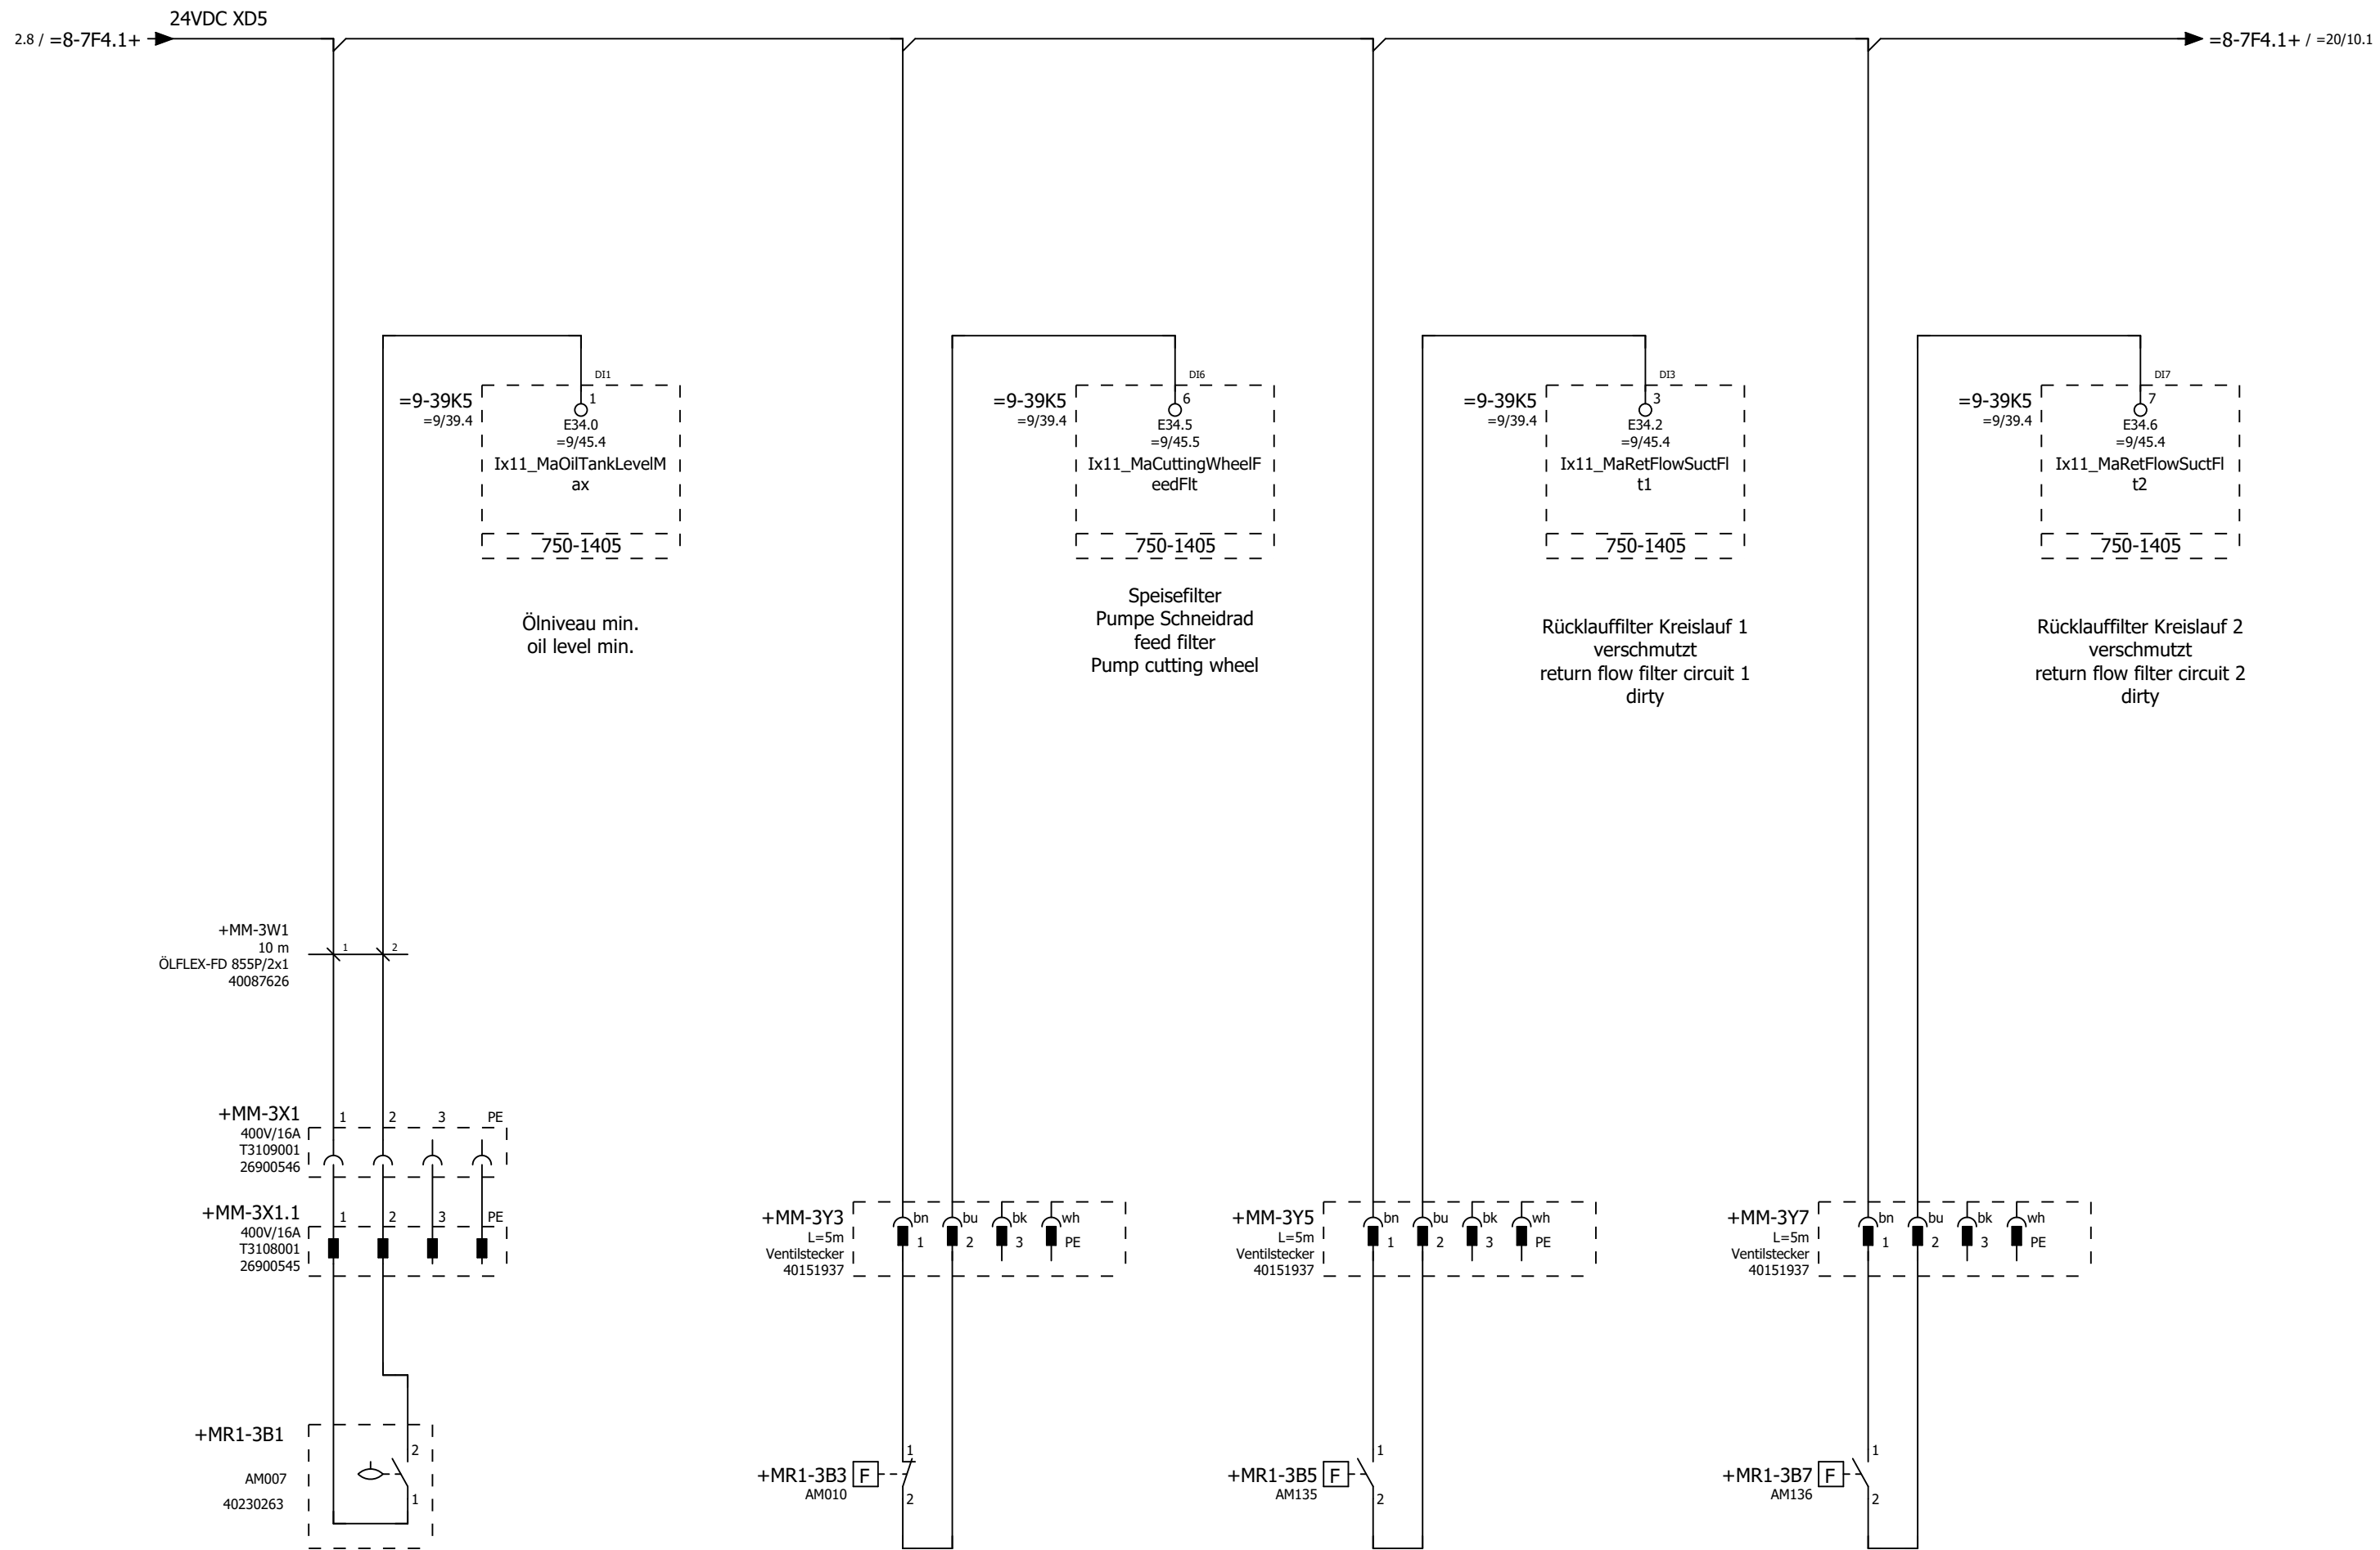 24VDC XD5
2.8 / =8-7F4.1+
=8-7F4.1+ / =20/10.1
=9-39K5
=9/39.4
DI1
1
E34.0
=9/45.4
Ix11_MaOilTankLevelM
ax
750-1405
Ölniveau min.
oil level min.
=9-39K5
=9/39.4
DI6
6
E34.5
=9/45.5
Ix11_MaCuttingWheelF
eedFlt
750-1405
Speisefilter
Pumpe Schneidrad
feed filter
Pump cutting wheel
=9-39K5
=9/39.4
DI3
3
E34.2
=9/45.4
Ix11_MaRetFlowSuctFl
t1
750-1405
Rücklauffilter Kreislauf 1
verschmutzt
return flow filter circuit 1
dirty
=9-39K5
=9/39.4
DI7
7
E34.6
=9/45.4
Ix11_MaRetFlowSuctFl
t2
750-1405
Rücklauffilter Kreislauf 2
verschmutzt
return flow filter circuit 2
dirty
+MM-3W1
10 m
ÖLFLEX-FD 855P/2x1
40087626
1 2
+MM-3X1
400V/16A
T3109001
26900546
1 2 3 PE
+MM-3X1.1
400V/16A
T3108001
26900545
1 2 3 PE
+MM-3Y3
L=5m
Ventilstecker
40151937
bn bu bk wh
1 2 3 PE
+MM-3Y5
L=5m
Ventilstecker
40151937
bn bu bk wh
1 2 3 PE
+MM-3Y7
L=5m
Ventilstecker
40151937
bn bu bk wh
1 2 3 PE
+MR1-3B1
AM007
40230263
2
1
+MR1-3B3 F
AM010
1
2
+MR1-3B5 F
AM135
1
2
+MR1-3B7 F
AM136
1
2